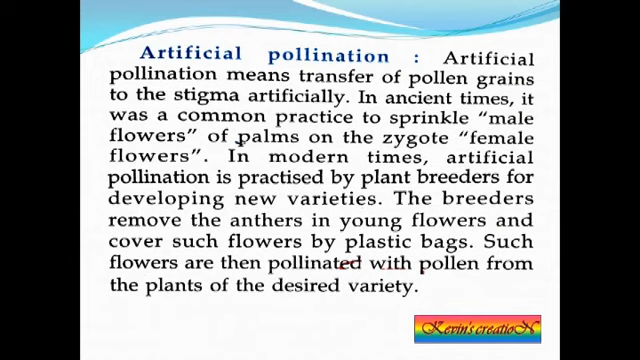 Artificial pollination : Artificial
pollination means transfer of pollen grains
to the stigma artificially. In ancient times, it
was a common practice to sprinkle “male
flowers” of palms on the zygote “female
flowers”. In modern times, artificial
pollination is practised by plant breeders for
developing new varieties. The breeders
remove the anthers in young flowers and
cover such flowers by plastic bags. Such
flowers are then pollinated with pollen from
the plants of the desired variety.
Kevin's creatioN